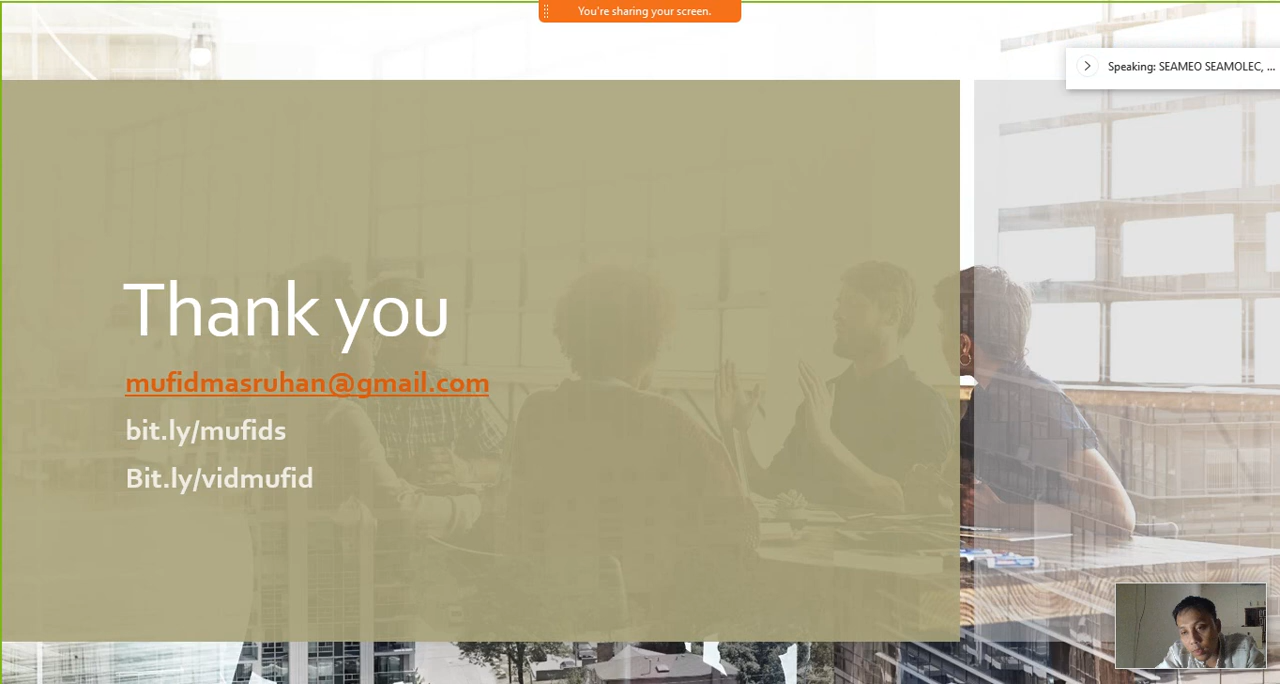 You're sharing your screen.
Speaking: SEAMEO SEAMOLEC, ...
Thank you
mufidmasruhan@gmail.com
bit.ly/mufids
Bit.ly/vidmufid